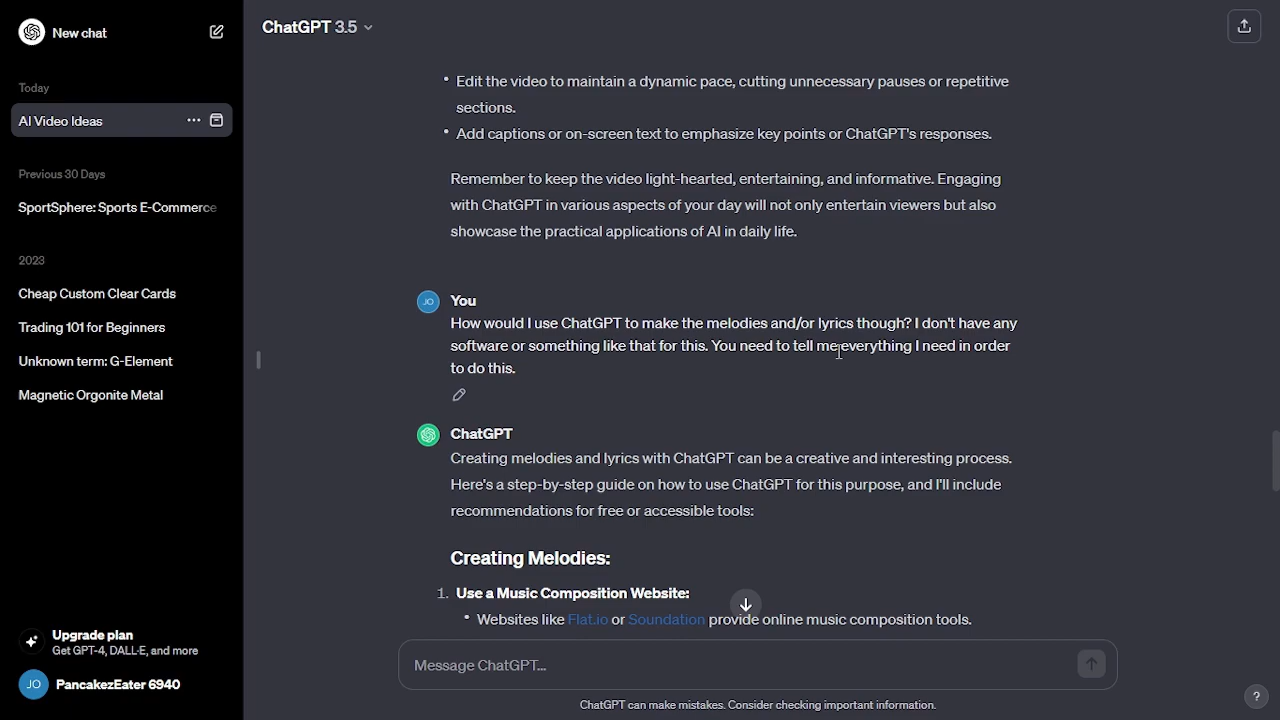 New chat
Today
AI Video Ideas
Previous 30 Days
SportSphere: Sports E-Commerce
2023
Cheap Custom Clear Cards
Trading 101 for Beginners
Unknown term: G-Element
Magnetic Orgonite Metal
Upgrade plan
Get GPT-4, DALL·E, and more
JO PancakezEater 6940
ChatGPT 3.5
• Edit the video to maintain a dynamic pace, cutting unnecessary pauses or repetitive
sections.
• Add captions or on-screen text to emphasize key points or ChatGPT's responses.
Remember to keep the video light-hearted, entertaining, and informative. Engaging
with ChatGPT in various aspects of your day will not only entertain viewers but also
showcase the practical applications of AI in daily life.
JO You
How would I use ChatGPT to make the melodies and/or lyrics though? I don't have any
software or something like that for this. You need to tell me everything I need in order
to do this.
ChatGPT
Creating melodies and lyrics with ChatGPT can be a creative and interesting process.
Here's a step-by-step guide on how to use ChatGPT for this purpose, and I'll include
recommendations for free or accessible tools:
Creating Melodies:
1. Use a Music Composition Website:
• Websites like Flat.io or Soundation provide online music composition tools.
Message ChatGPT...
ChatGPT can make mistakes. Consider checking important information.
?